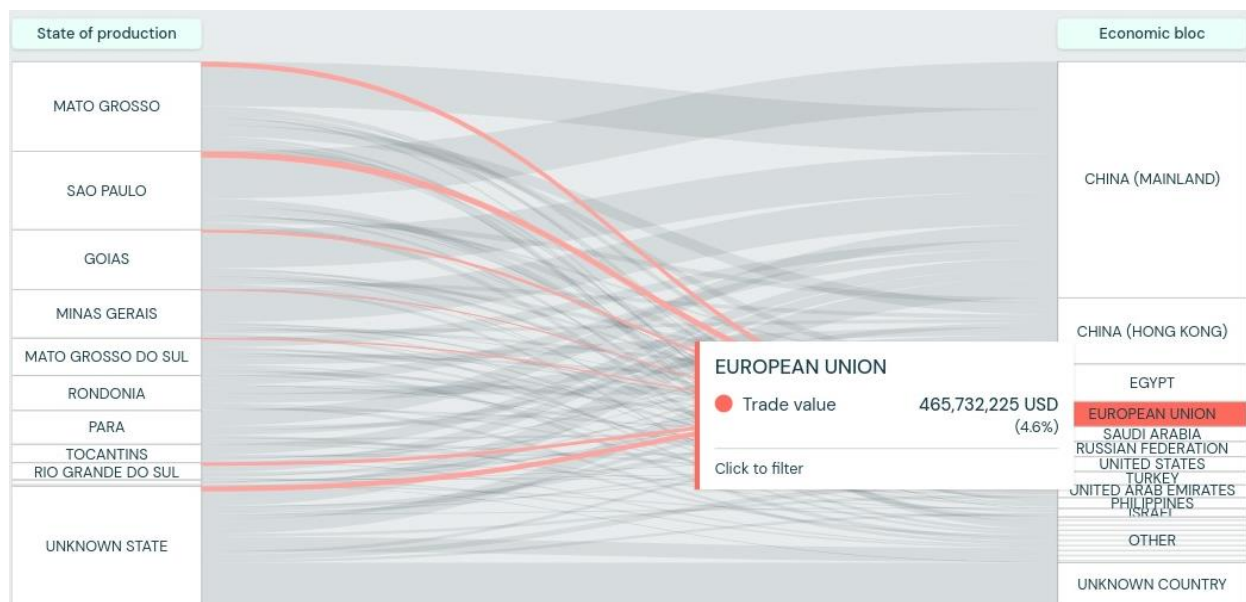 State of production
Economic bloc
MATO GROSSO
SAO PAULO
GOIAS
MINAS GERAIS
MATO GROSSO DO SUL
RONDONIA
PARA
TOCANTINS
RIO GRANDE DO SUL
UNKNOWN STATE
EUROPEAN UNION
Trade value 465,732,225 USD
(4.6%)
Click to filter
CHINA (MAINLAND)
CHINA (HONG KONG)
EGYPT
EUROPEAN UNION
SAUDI ARABIA
RUSSIAN FEDERATION
UNITED STATES
TURKEY
UNITED ARAB EMIRATES
PHILIPPINES
ISRAEL
OTHER
UNKNOWN COUNTRY